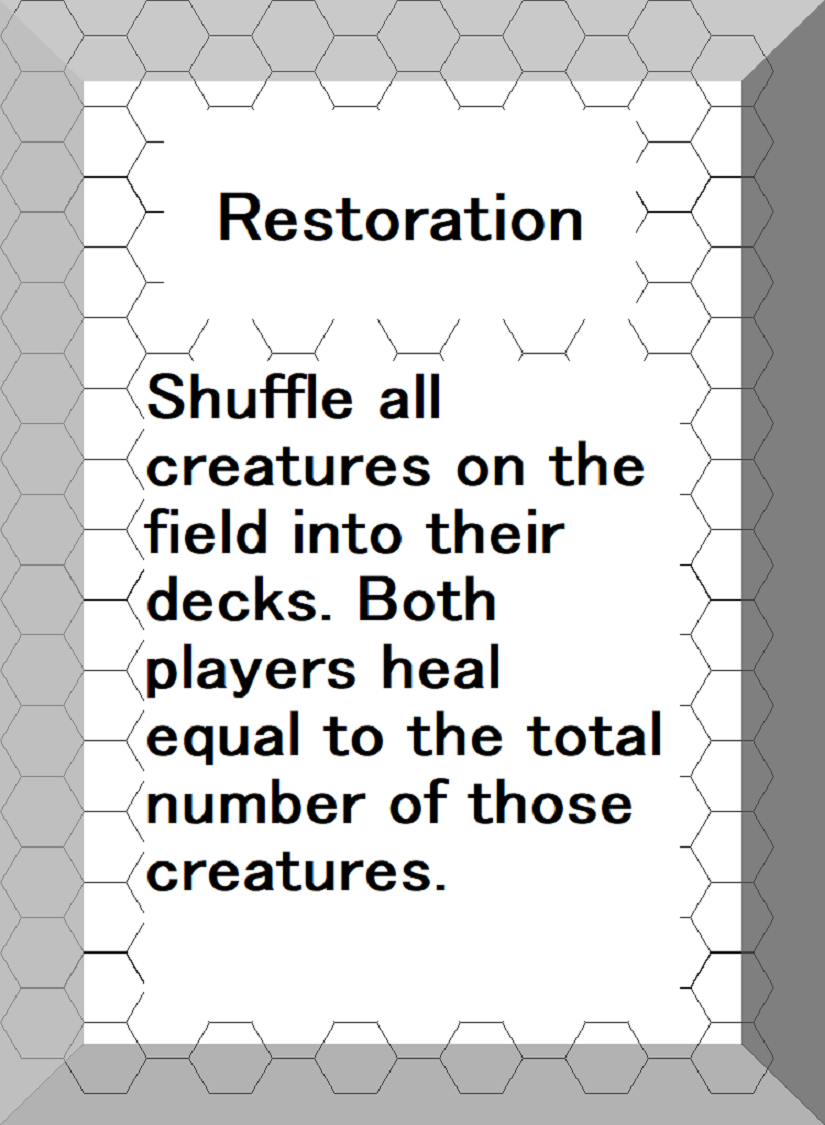 Restoration
Shuffle all
creatures on the
field into their
decks. Both
players heal
equal to the total
number of those
creatures.